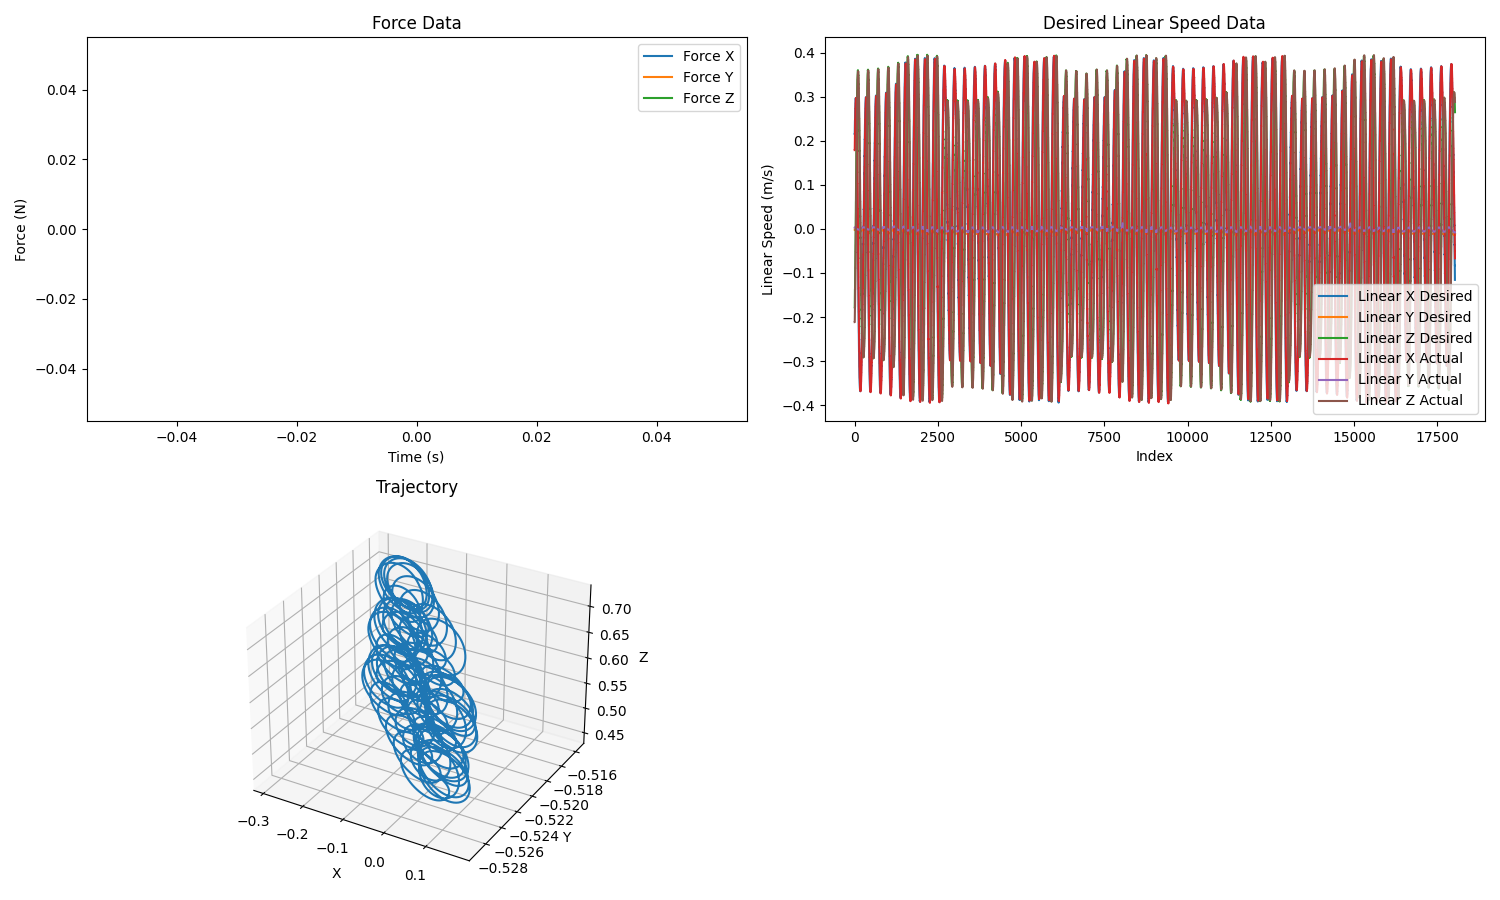 Force Data
Force X
Force Y
Force Z
0.04
0.02
0.00
−0.02
−0.04
Force (N)
−0.04
−0.02
0.00
0.02
0.04
Time (s)
Desired Linear Speed Data
0.4
0.3
0.2
0.1
0.0
−0.1
−0.2
−0.3
−0.4
Linear Speed (m/s)
Linear X Desired
Linear Y Desired
Linear Z Desired
Linear X Actual
Linear Y Actual
Linear Z Actual
0
2500
5000
7500
10000
12500
15000
17500
Index
Trajectory
0.70
0.65
0.60
0.55
0.50
0.45
Z
−0.516
−0.518
−0.520
−0.522
−0.524
−0.526
−0.528
Y
−0.3
−0.2
−0.1
0.0
0.1
X